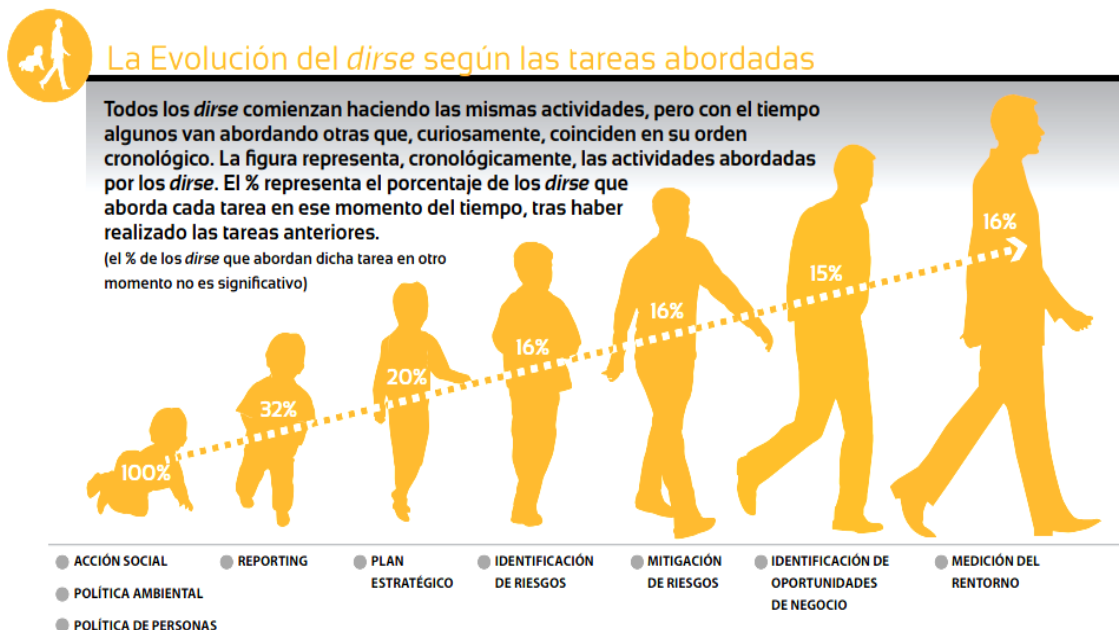 La Evolución del dirse según las tareas abordadas
Todos los dirse comienzan haciendo las mismas actividades, pero con el tiempo
algunos van abordando otras que, curiosamente, coinciden en su orden
cronológico. La figura representa, cronológicamente, las actividades abordadas
por los dirse. El % representa el porcentaje de los dirse que
aborda cada tarea en ese momento del tiempo, tras haber
realizado las tareas anteriores.
(el % de los dirse que abordan dicha tarea en otro
momento no es significativo)
100%
32%
20%
16%
16%
15%
16%
ACCIÓN SOCIAL
POLÍTICA AMBIENTAL
POLÍTICA DE PERSONAS
REPORTING
PLAN
ESTRATÉGICO
IDENTIFICACIÓN
DE RIESGOS
MITIGACIÓN
DE RIESGOS
IDENTIFICACIÓN DE
OPORTUNIDADES
DE NEGOCIO
MEDICIÓN DEL
RENTORNO